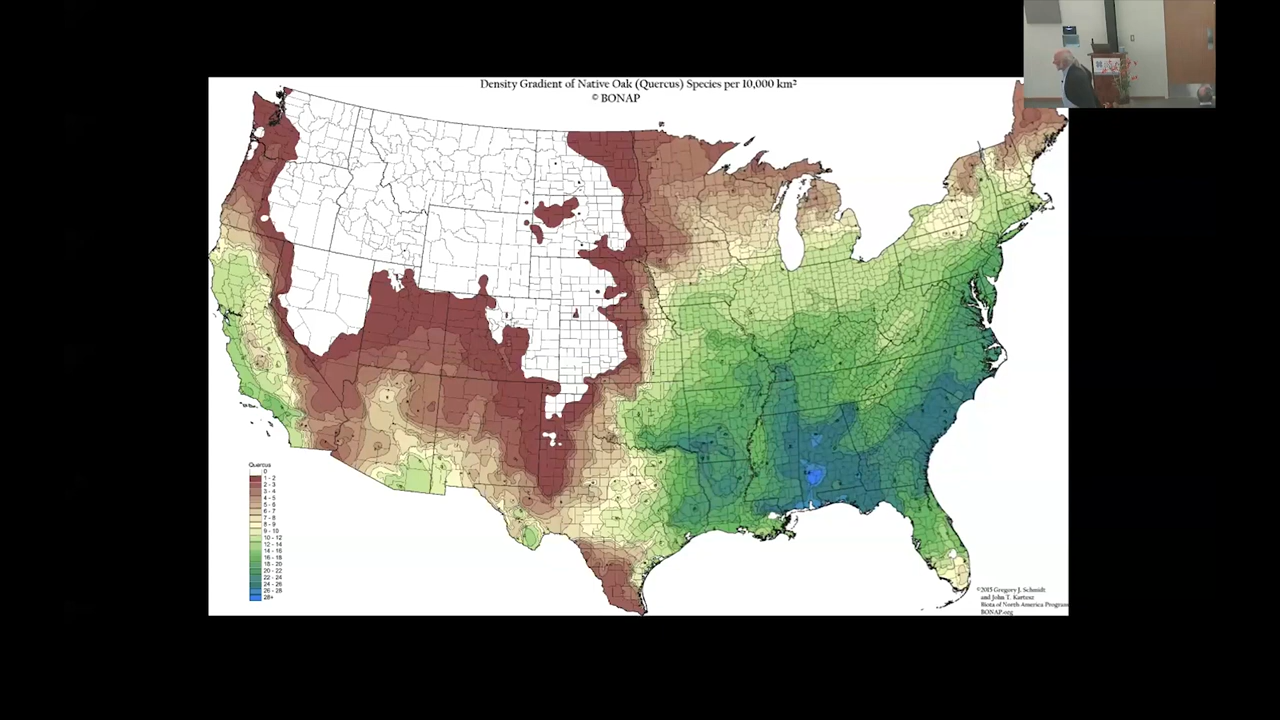 Density Gradient of Native Oak (Quercus) Species per 10,000 km²
© BONAP
Quercus
0
1 - 2
2 - 3
3 - 4
4 - 5
5 - 6
6 - 7
7 - 8
8 - 9
9 - 10
10 - 12
12 - 14
14 - 16
16 - 18
18 - 20
20 - 22
22 - 24
24 - 26
26 - 28
28+
©2015 Gregory J. Schmidt
and John T. Kartesz
Biota of North America Program
BONAP.org